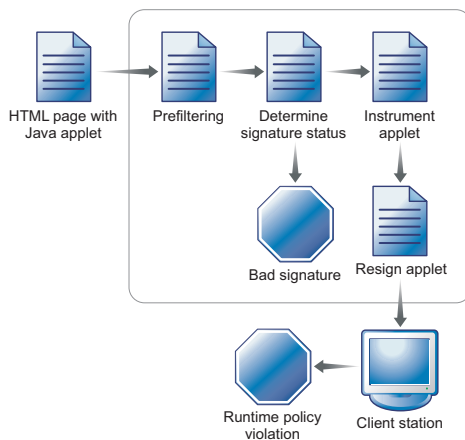 HTML page with
Java applet
Prefiltering
Determine
signature status
Instrument
applet
Bad signature
Resign applet
Runtime policy
violation
Client station